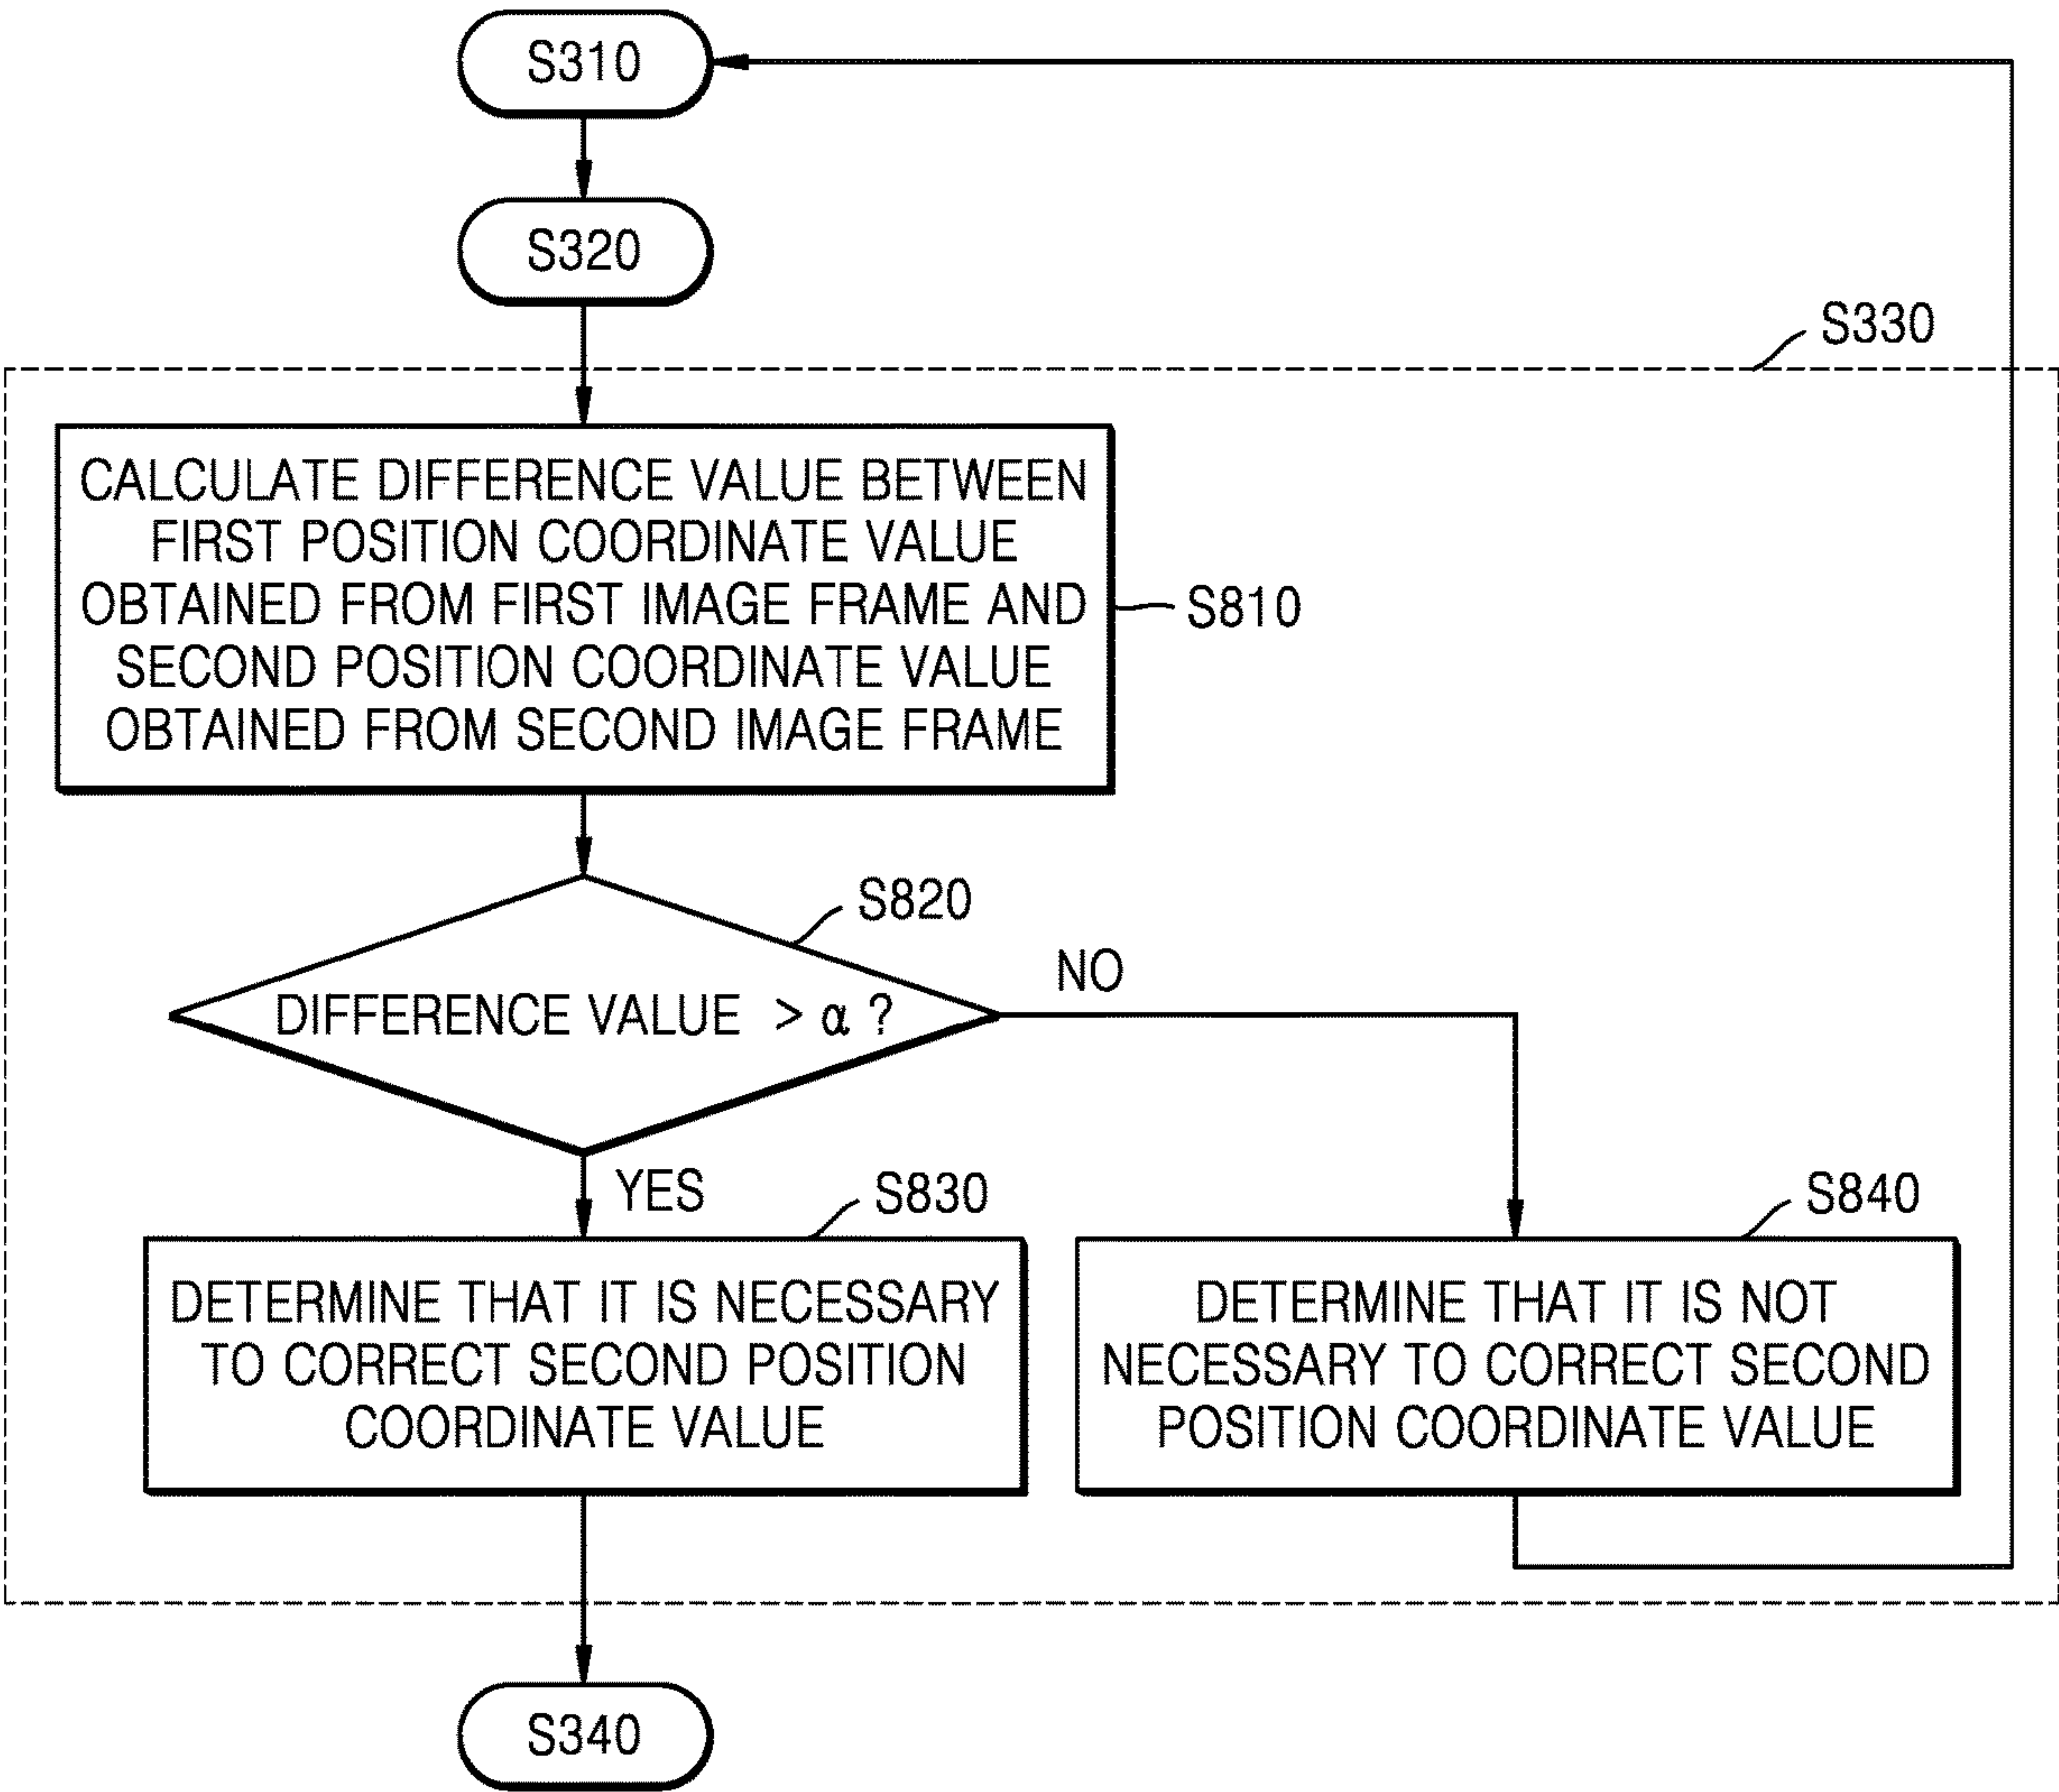 S310
S320
S330
CALCULATE DIFFERENCE VALUE BETWEEN
FIRST POSITION COORDINATE VALUE
OBTAINED FROM FIRST IMAGE FRAME AND
SECOND POSITION COORDINATE VALUE
OBTAINED FROM SECOND IMAGE FRAME
S810
S820
DIFFERENCE VALUE > α ?
NO
YES
S830
DETERMINE THAT IT IS NECESSARY
TO CORRECT SECOND POSITION
COORDINATE VALUE
S840
DETERMINE THAT IT IS NOT
NECESSARY TO CORRECT SECOND
POSITION COORDINATE VALUE
S340